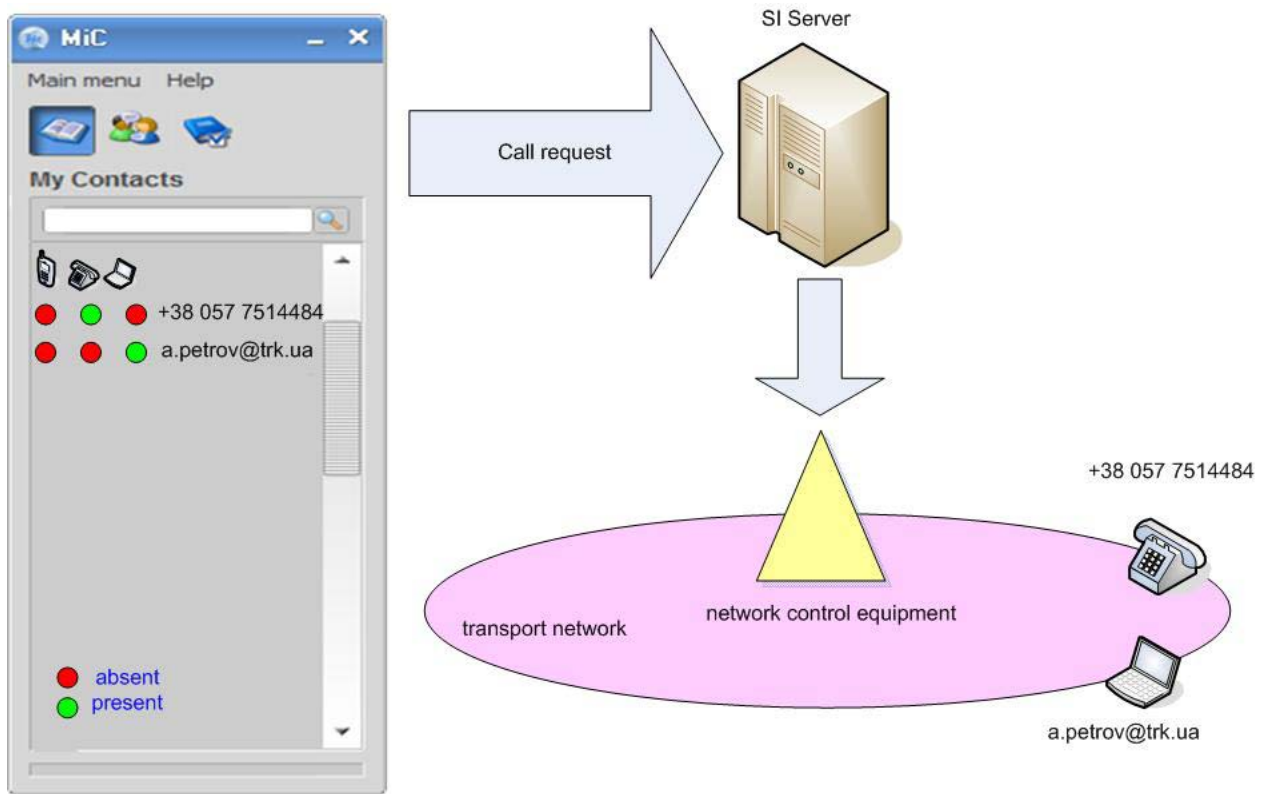 MiC
Main menu Help
My Contacts
+38 057 7514484
a.petrov@trk.ua
absent
present
Call request
SI Server
network control equipment
transport network
+38 057 7514484
a.petrov@trk.ua